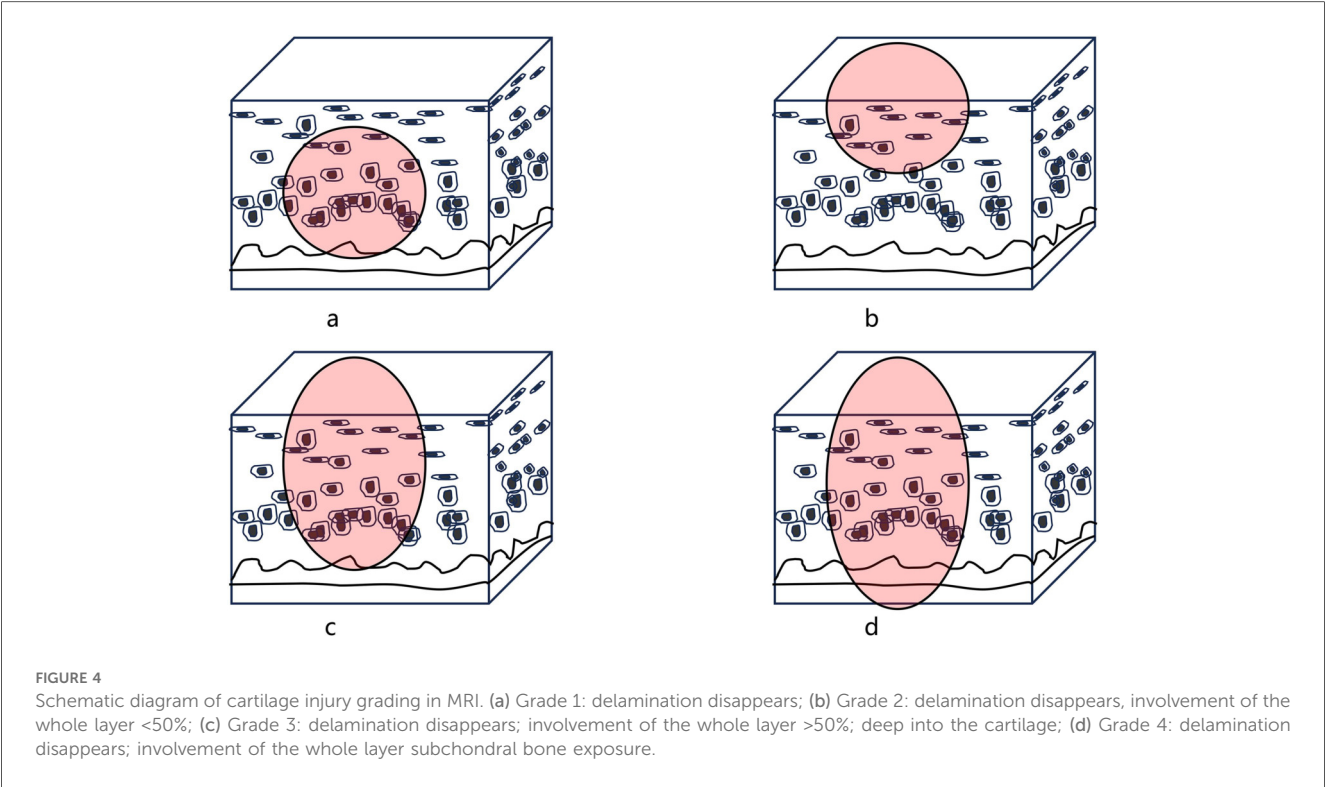 a
b
c
d
FIGURE 4
Schematic diagram of cartilage injury grading in MRI. (a) Grade 1: delamination disappears; (b) Grade 2: delamination disappears, involvement of the
whole layer <50%; (c) Grade 3: delamination disappears; involvement of the whole layer >50%; deep into the cartilage; (d) Grade 4: delamination
disappears; involvement of the whole layer subchondral bone exposure.